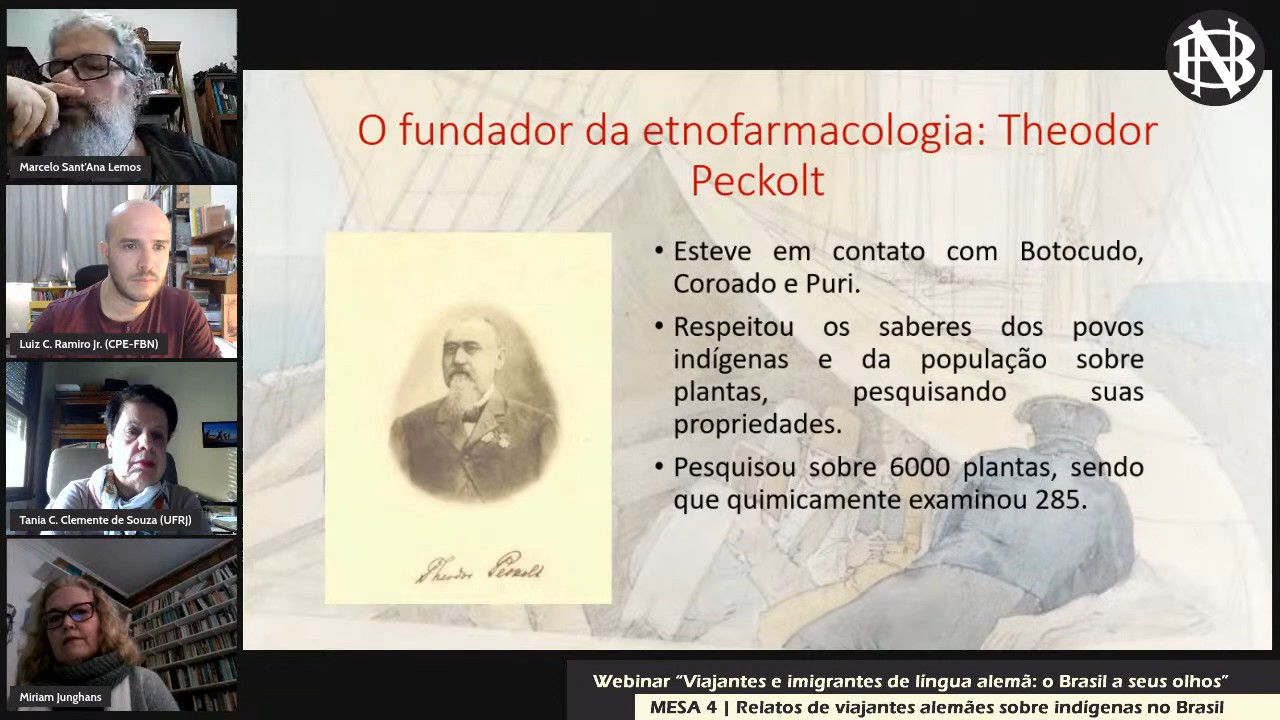 O fundador da etnofarmacologia: Theodor
Peckolt
• Esteve em contato com Botocudo,
Coroado e Puri.
• Respeitou os saberes dos povos
indígenas e da população sobre
plantas, pesquisando suas
propriedades.
• Pesquisou sobre 6000 plantas, sendo
que quimicamente examinou 285.
Theodor Peckolt
Marcelo Sant'Ana Lemos
Luiz C. Ramiro Jr. (CPE-FBN)
Tania C. Clemente de Souza (UFRJ)
Miriam Junghans
BN
Webinar “Viajantes e imigrantes de língua alemã: o Brasil a seus olhos”
MESA 4 | Relatos de viajantes alemães sobre indígenas no Brasil